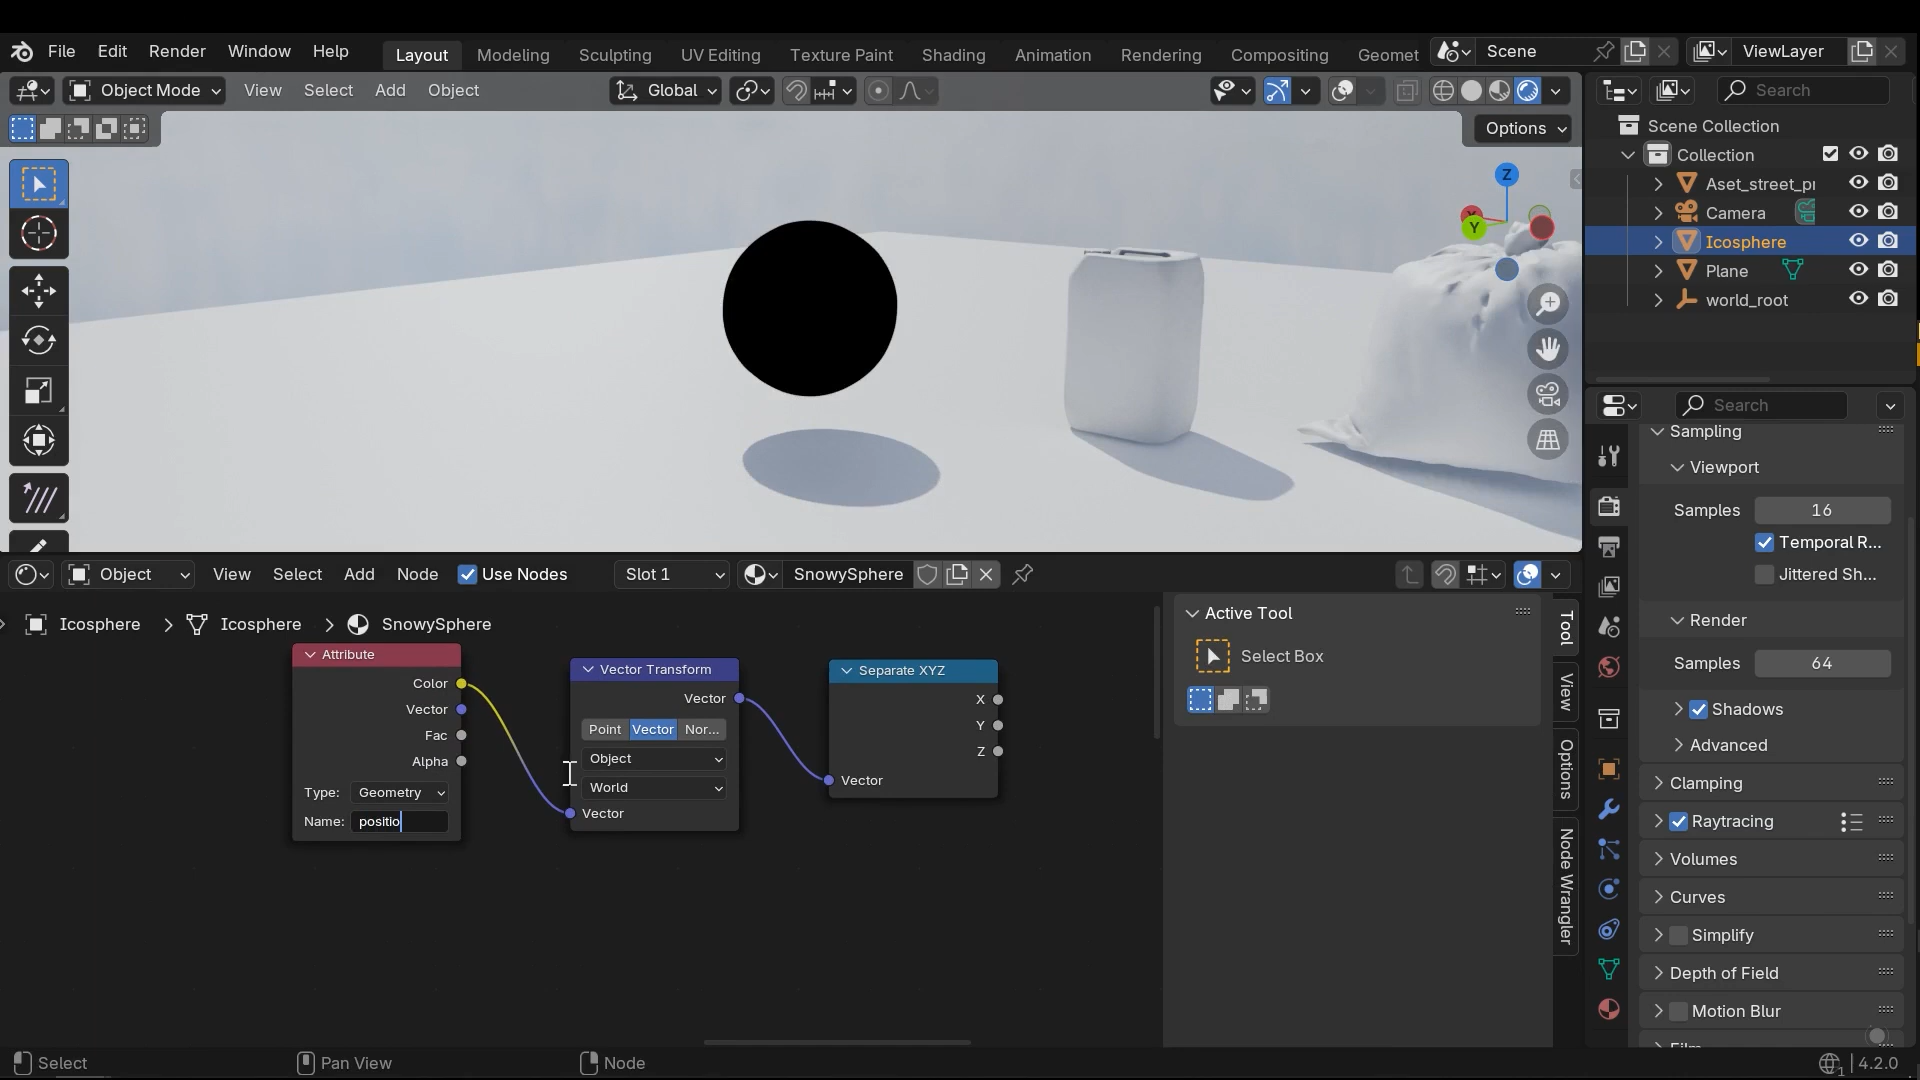 File Edit Render Window Help Layout Modeling Sculpting UV Editing Texture Paint Shading Animation Rendering Compositing Geomet Scene ViewLayer
Object Mode View Select Add Object Global Search
Options
Scene Collection
Collection
Aset_street_pr
Camera
Icosphere
Plane
world_root
Z
Y
Search
Sampling
Viewport
Samples 16
Temporal R...
Jittered Sh...
Render
Samples 64
Shadows
Advanced
Clamping
Raytracing
Volumes
Curves
Simplify
Depth of Field
Motion Blur
Object View Select Add Node Use Nodes Slot 1 SnowySphere
Icosphere Icosphere SnowySphere
Attribute
Color
Vector
Fac
Alpha
Type: Geometry
Name: positio
Vector Transform
Vector
Point Vector Nor...
Object
World
Vector
Separate XYZ
X
Y
Z
Vector
Active Tool
Select Box
Tool
View
Options
Node Wrangler
Select Pan View Node 4.2.0